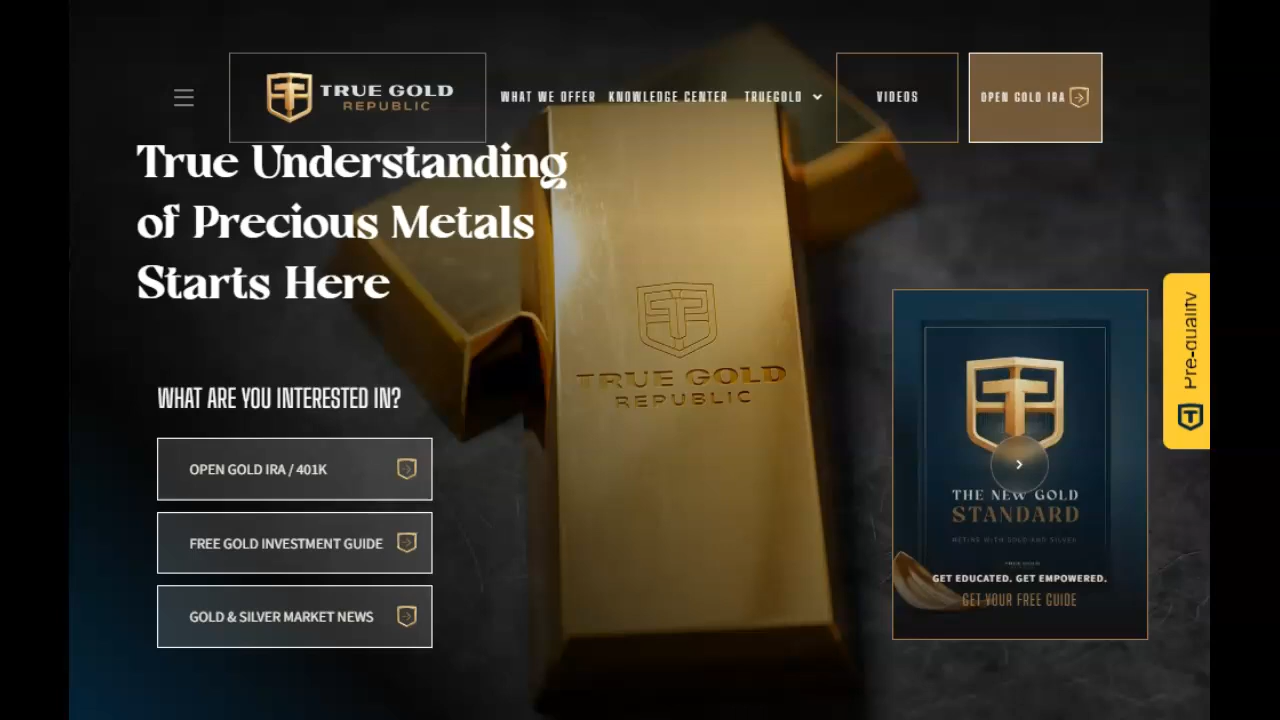 TRUE GOLD
REPUBLIC
WHAT WE OFFER
KNOWLEDGE CENTER
TRUEGOLD
VIDEOS
OPEN GOLD IRA
True Understanding
of Precious Metals
Starts Here
WHAT ARE YOU INTERESTED IN?
OPEN GOLD IRA / 401K
FREE GOLD INVESTMENT GUIDE
GOLD & SILVER MARKET NEWS
TRUE GOLD
REPUBLIC
THE NEW GOLD
STANDARD
GET EDUCATED. GET EMPOWERED.
GET YOUR FREE GUIDE
Pre-qualify